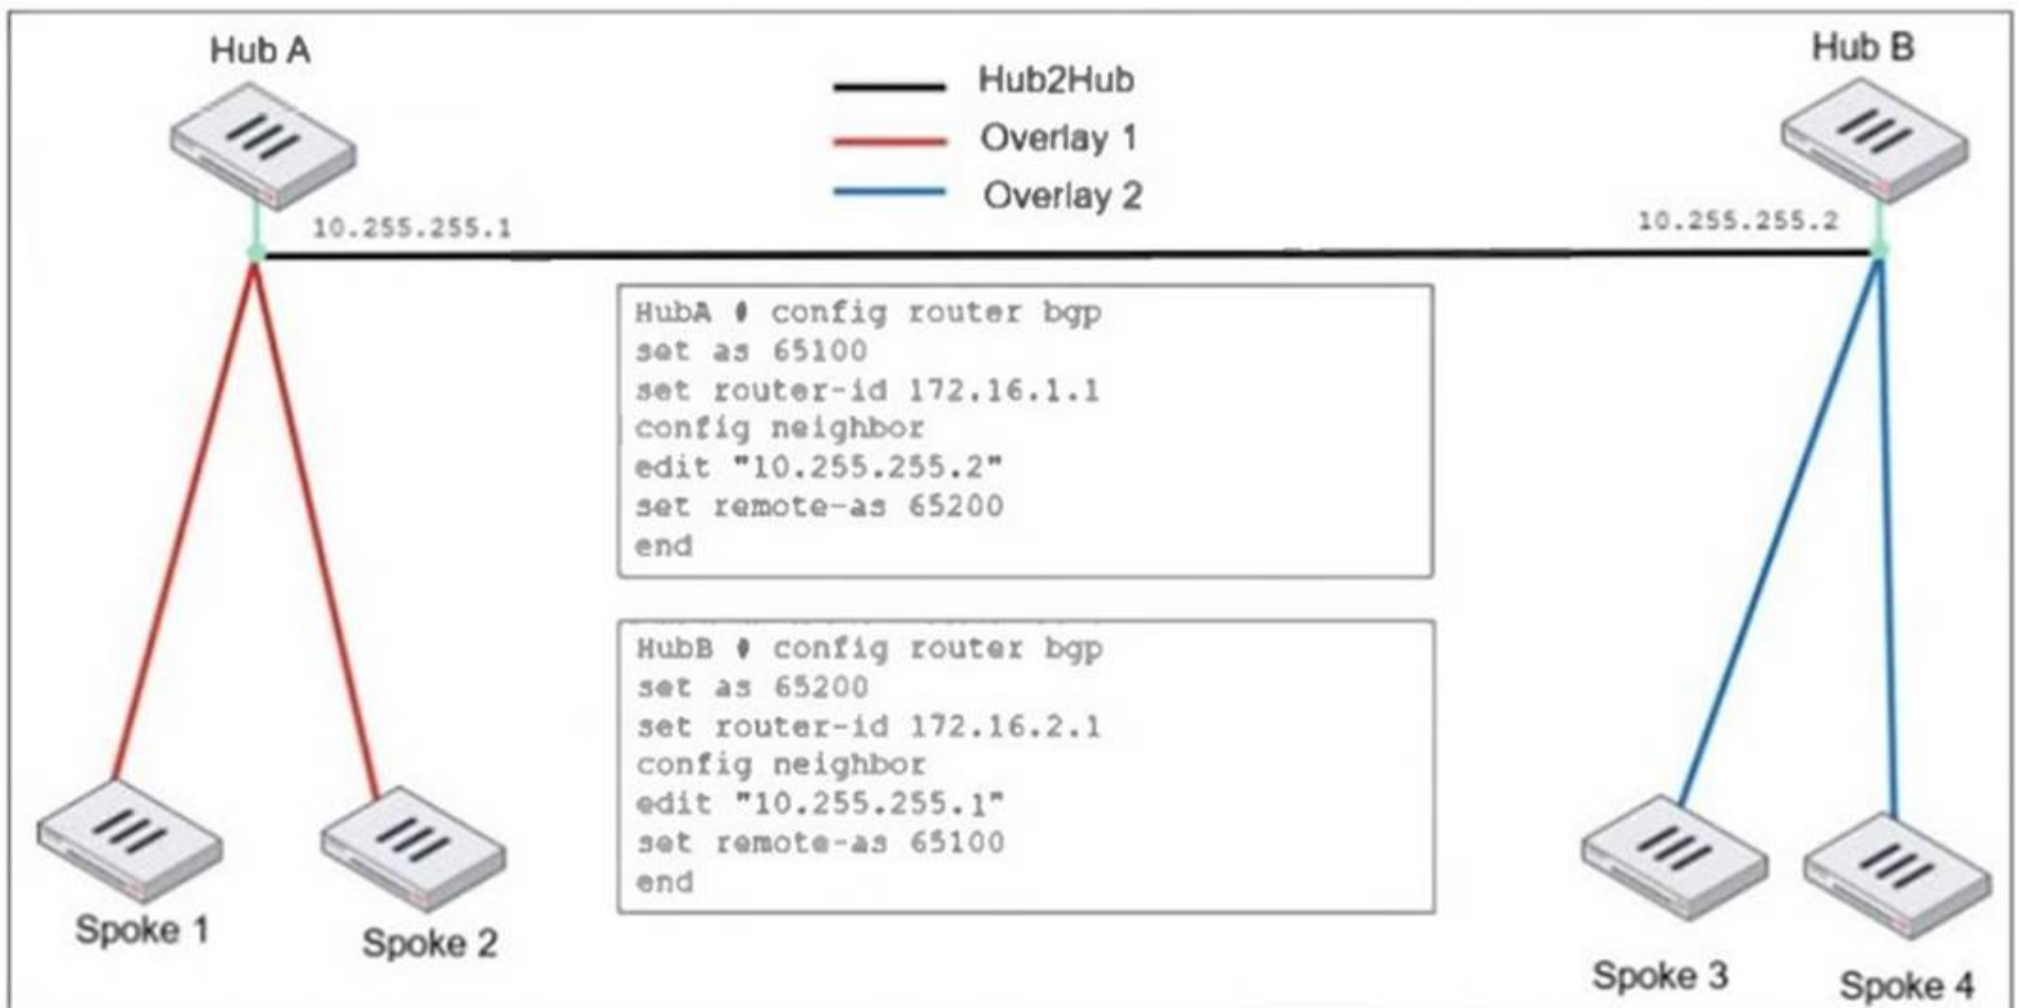 Hub A
Hub B
Hub2Hub
Overlay 1
Overlay 2
10.255.255.1
10.255.255.2
HubA # config router bgp
set as 65100
set router-id 172.16.1.1
config neighbor
edit "10.255.255.2"
set remote-as 65200
end
HubB # config router bgp
set as 65200
set router-id 172.16.2.1
config neighbor
edit "10.255.255.1"
set remote-as 65100
end
Spoke 1
Spoke 2
Spoke 3
Spoke 4